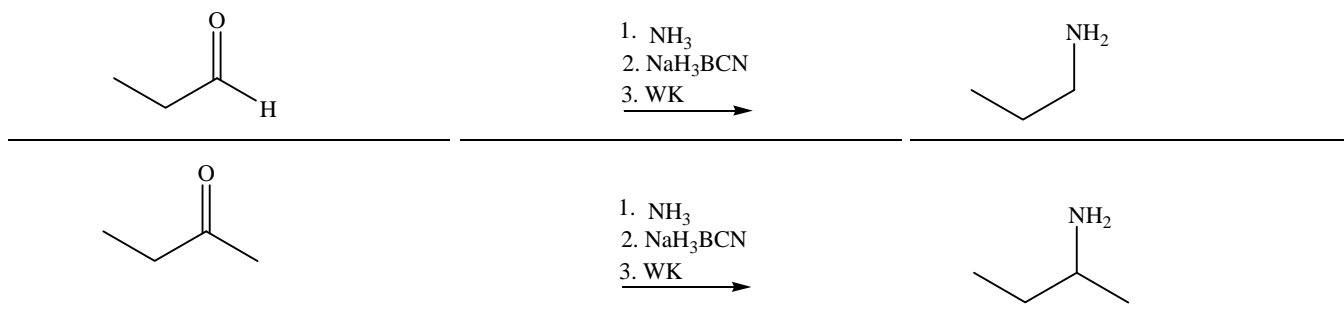 O
H
1. NH₃
2. NaH₃BCN
3. WK
NH₂
O
1. NH₃
2. NaH₃BCN
3. WK
NH₂